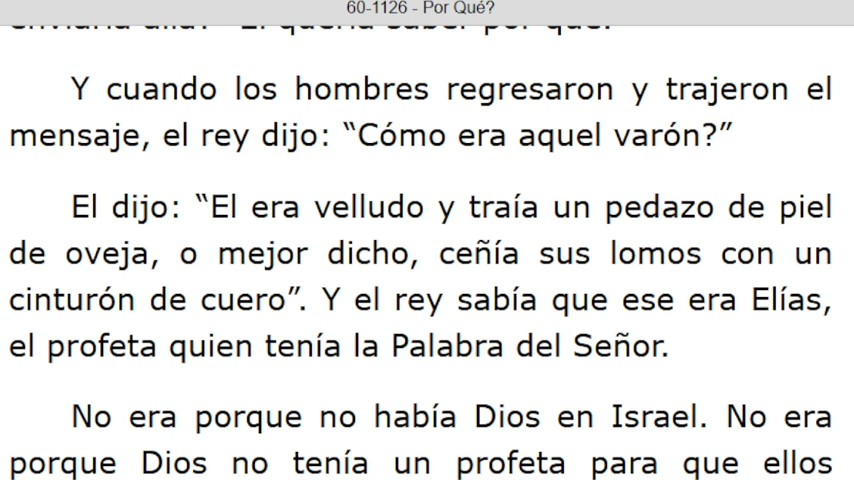 60-1126 - Por Qué?
Y cuando los hombres regresaron y trajeron el
mensaje, el rey dijo: “Cómo era aquel varón?”
El dijo: “El era velludo y traía un pedazo de piel
de oveja, o mejor dicho, ceñía sus lomos con un
cinturón de cuero”. Y el rey sabía que ese era Elías,
el profeta quien tenía la Palabra del Señor.
No era porque no había Dios en Israel. No era
porque Dios no tenía un profeta para que ellos